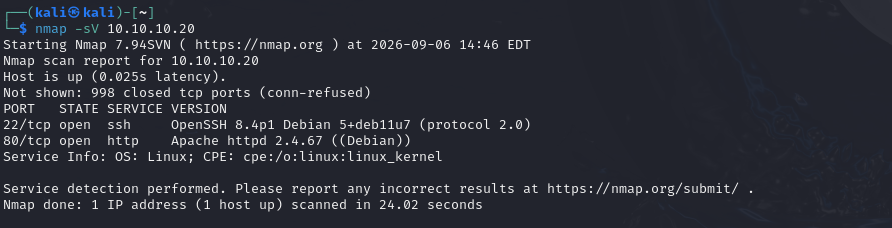 ┌──(kali㉿kali)-[~]
└─$ nmap -sV 10.10.10.20
Starting Nmap 7.94SVN ( https://nmap.org ) at 2026-09-06 14:46 EDT
Nmap scan report for 10.10.10.20
Host is up (0.025s latency).
Not shown: 998 closed tcp ports (conn-refused)
PORT   STATE SERVICE VERSION
22/tcp open  ssh     OpenSSH 8.4p1 Debian 5+deb11u7 (protocol 2.0)
80/tcp open  http    Apache httpd 2.4.67 ((Debian))
Service Info: OS: Linux; CPE: cpe:/o:linux:linux_kernel
Service detection performed. Please report any incorrect results at https://nmap.org/submit/ .
Nmap done: 1 IP address (1 host up) scanned in 24.02 seconds